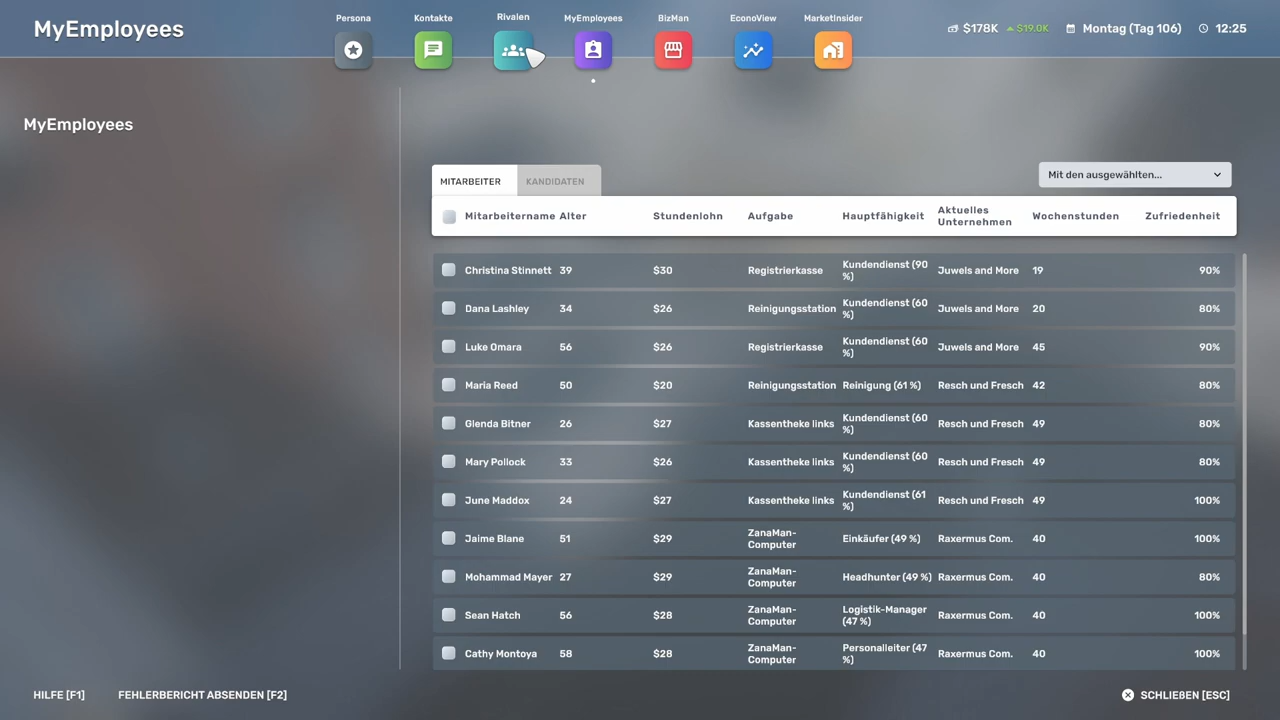 MyEmployees
Persona
Kontakte
Rivalen
MyEmployees
BizMan
EconoView
MarketInsider
$178K
$19.0K
Montag (Tag 106)
12:25
MyEmployees
MITARBEITER
KANDIDATEN
Mit den ausgewählten...
Mitarbeitername Alter Stundenlohn Aufgabe Hauptfähigkeit Aktuelles Unternehmen Wochenstunden Zufriedenheit
Christina Stinnett 39 $30 Registrierkasse Kundendienst (90 %) Juwels and More 19 90%
Dana Lashley 34 $26 Reinigungsstation Kundendienst (60 %) Juwels and More 20 80%
Luke Omara 56 $26 Registrierkasse Kundendienst (60 %) Juwels and More 45 90%
Maria Reed 50 $20 Reinigungsstation Reinigung (61 %) Resch und Fresch 42 80%
Glenda Bitner 26 $27 Kassentheke links Kundendienst (60 %) Resch und Fresch 49 80%
Mary Pollock 33 $26 Kassentheke links Kundendienst (60 %) Resch und Fresch 49 80%
June Maddox 24 $27 Kassentheke links Kundendienst (61 %) Resch und Fresch 49 100%
Jaime Blane 51 $29 ZanaMan-Computer Einkäufer (49 %) Raxermus Com. 40 100%
Mohammad Mayer 27 $29 ZanaMan-Computer Headhunter (49 %) Raxermus Com. 40 80%
Sean Hatch 56 $28 ZanaMan-Computer Logistik-Manager (47 %) Raxermus Com. 40 100%
Cathy Montoya 58 $28 ZanaMan-Computer Personalleiter (47 %) Raxermus Com. 40 100%
HILFE [F1]
FEHLERBERICHT ABSENDEN [F2]
SCHLIEßEN [ESC]